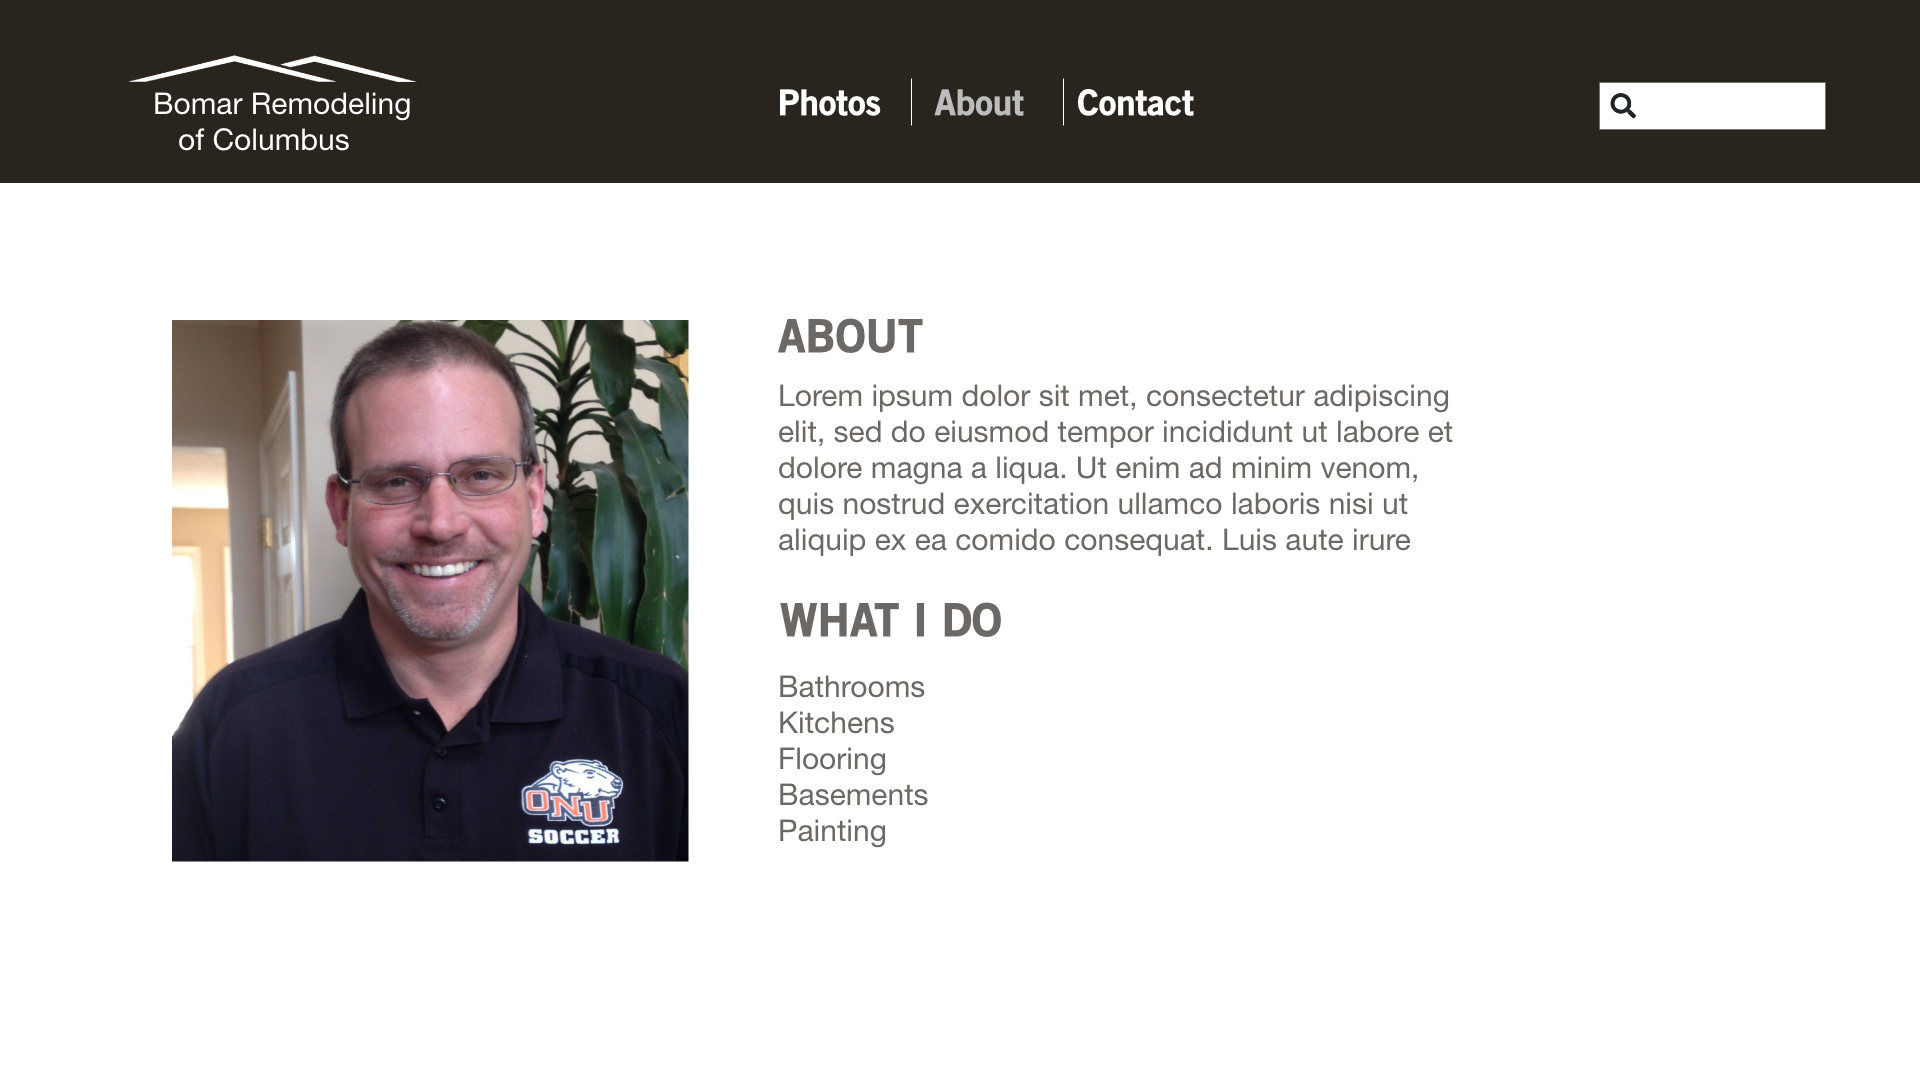 Bomar Remodeling
of Columbus
Photos
About
Contact
ABOUT
Lorem ipsum dolor sit met, consectetur adipiscing
elit, sed do eiusmod tempor incididunt ut labore et
dolore magna a liqua. Ut enim ad minim venom,
quis nostrud exercitation ullamco laboris nisi ut
aliquip ex ea comido consequat. Luis aute irure
WHAT I DO
Bathrooms
Kitchens
Flooring
Basements
Painting
ONU
SOCCER